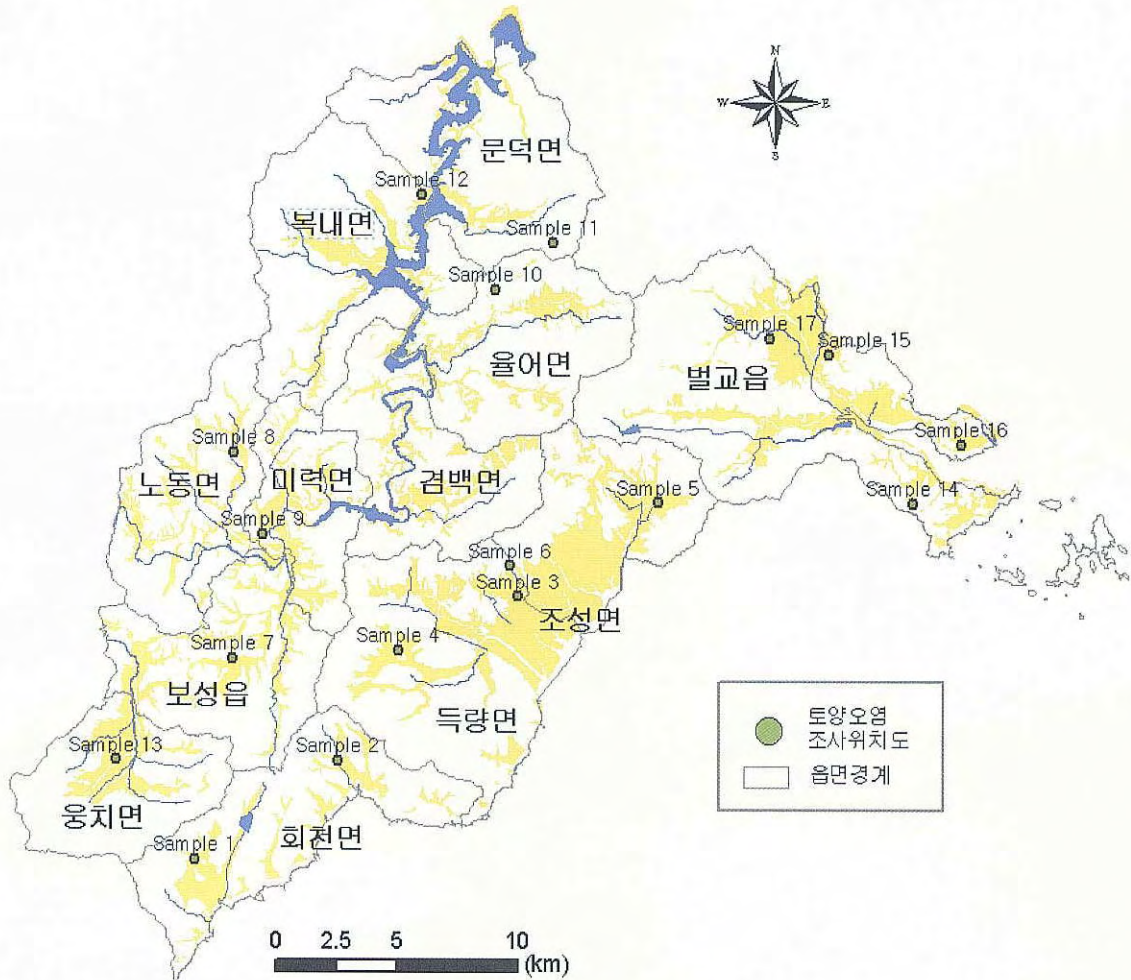 N
W
E
S
문덕면
Sample 12
복내면
Sample 11
Sample 10
Sample 17
Sample 15
율어면
벌교읍
Sample 8
Sample 16
노동면
미력면
겸백면
Sample 5
Sample 14
Sample 9
Sample 6
Sample 3
조성면
Sample 4
Sample 7
보성읍
득량면
Sample 13
Sample 2
웅치면
회천면
Sample 1
토양오염
조사위치도
읍면경계
0 2.5 5 10
(km)